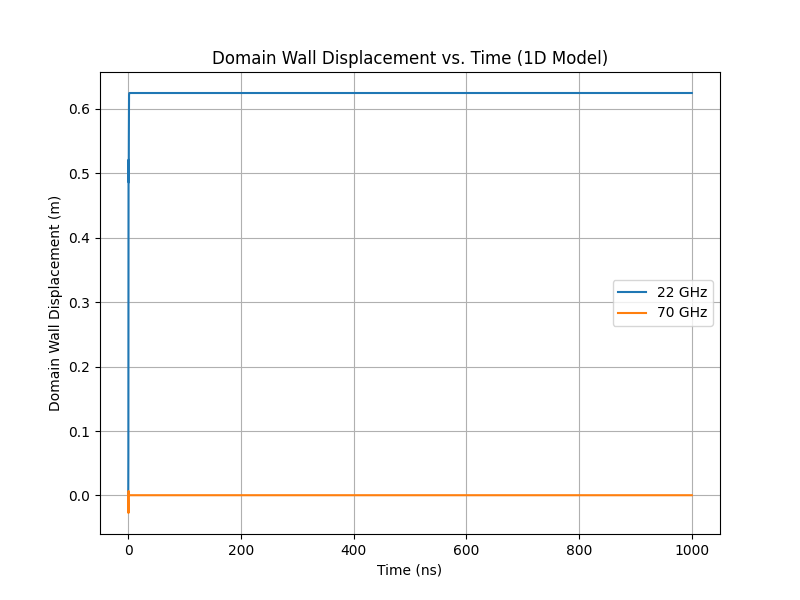 Domain Wall Displacement vs. Time (1D Model)
Domain Wall Displacement (m)
0.6
0.5
0.4
0.3
0.2
0.1
0.0
22 GHz
70 GHz
0 200 400 600 800 1000
Time (ns)